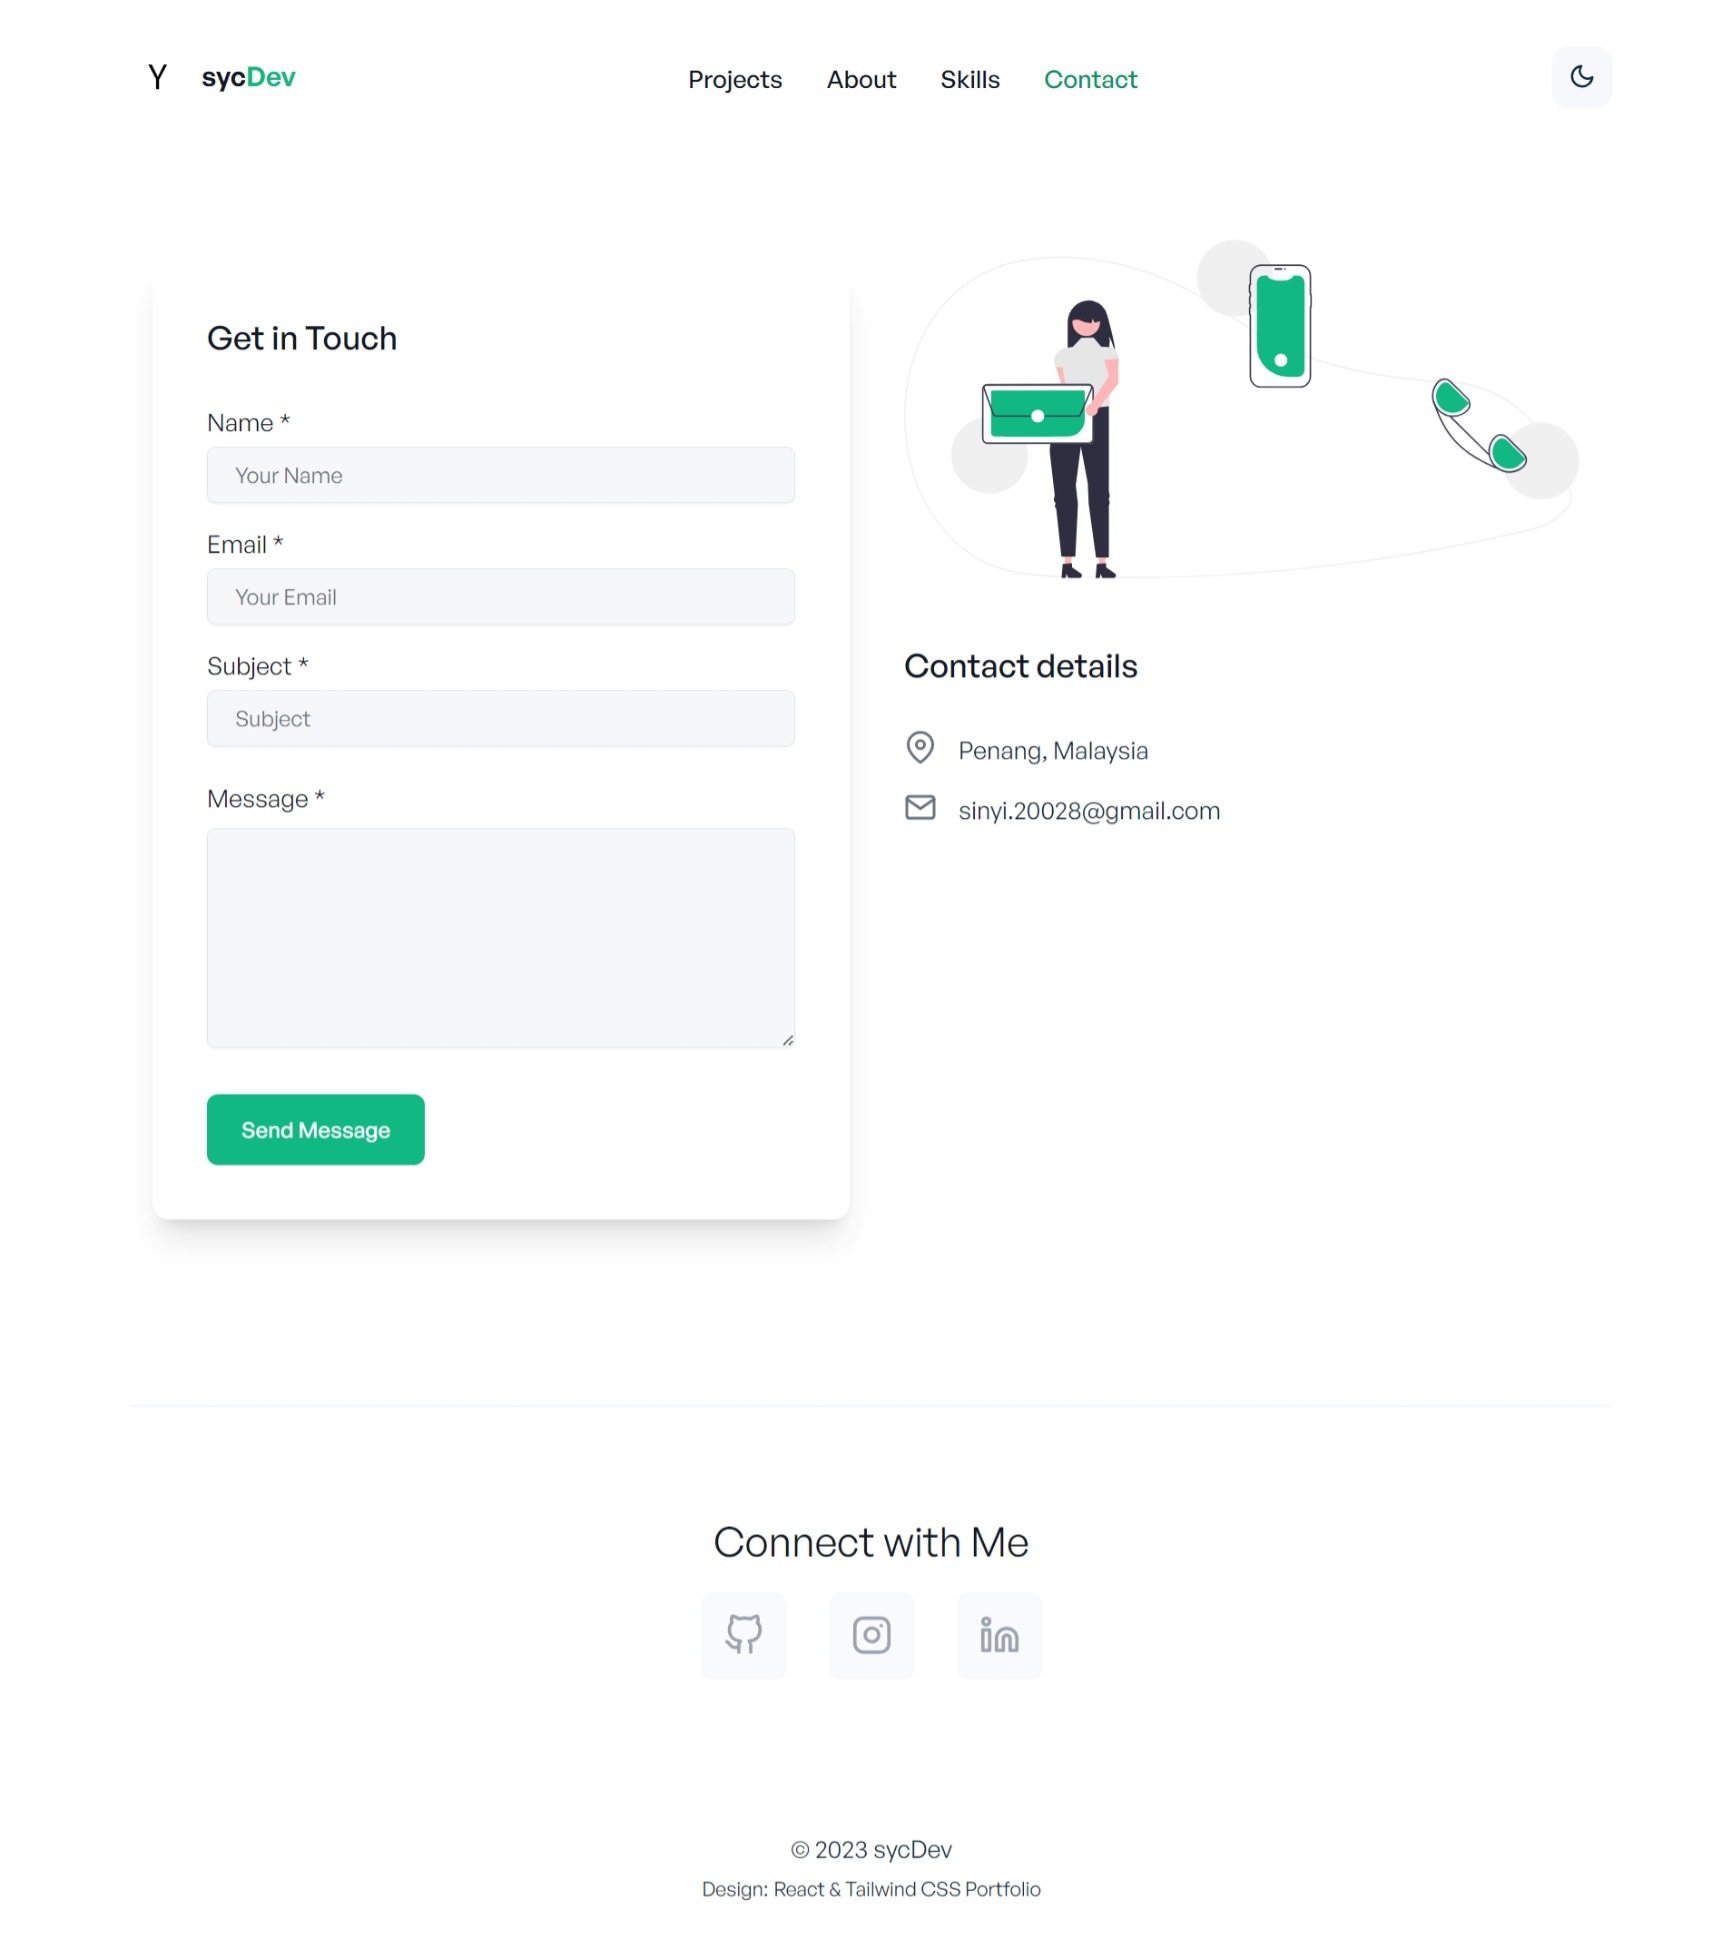 Y sycDev
Projects About Skills Contact
Get in Touch
Name *
Your Name
Email *
Your Email
Subject *
Subject
Message *
Send Message
Contact details
Penang, Malaysia
sinyi.20028@gmail.com
Connect with Me
© 2023 sycDev
Design: React & Tailwind CSS Portfolio